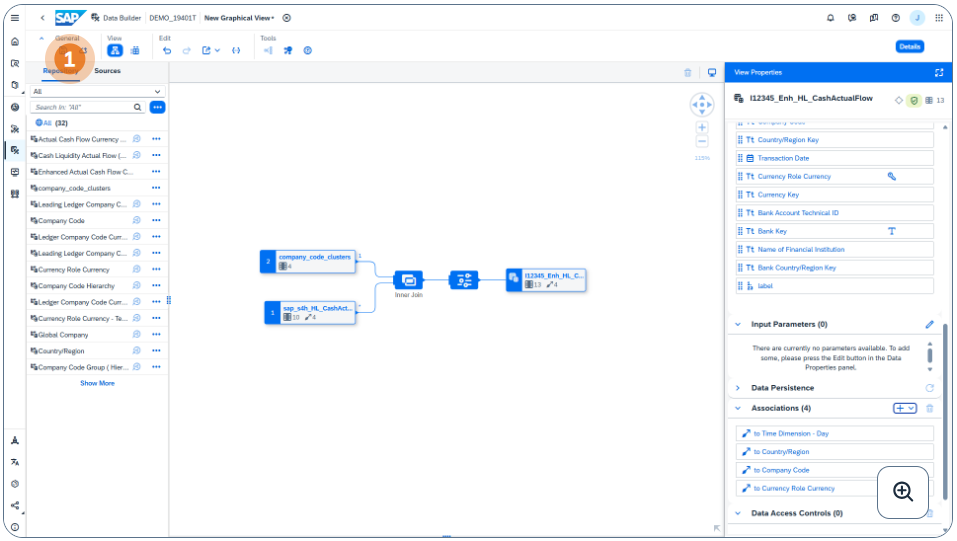 SAP Data Builder DEMO_19401T New Graphical View
J
General View Edit Tools
Details
1
Repository Sources
All
Search In: "All"
All (32)
Actual Cash Flow Currency ...
Cash Liquidity Actual Flow (...
Enhanced Actual Cash Flow C...
company_code_clusters
Leading Ledger Company C...
Company Code
Ledger Company Code Curr...
Leading Ledger Company C...
Currency Role Currency
Company Code Hierarchy
Ledger Company Code Curr...
Currency Role Currency - Te...
Global Company
Country/Region
Company Code Group ( Hier...
Show More
125%
2 company_code_clusters
4
1
Inner Join
1 sap_s4h_HL_CashAct...
10 4
I12345_Enh_HL_C...
13 4
View Properties
I12345_Enh_HL_CashActualFlow
13
Company Code
Country/Region Key
Transaction Date
Currency Role Currency
Currency Key
Bank Account Technical ID
Bank Key
Name of Financial Institution
Bank Country/Region Key
label
Input Parameters (0)
There are currently no parameters available. To add
some, please press the Edit button in the Data
Properties panel.
Data Persistence
Associations (4)
to Time Dimension - Day
to Country/Region
to Company Code
to Currency Role Currency
Data Access Controls (0)